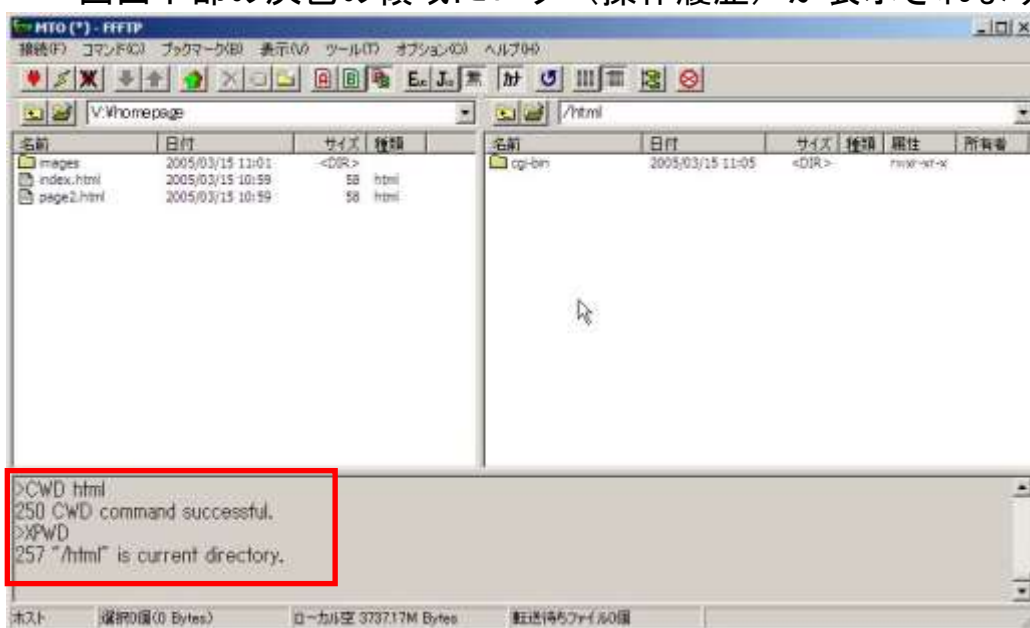 画面下部の灰色の領域にログ（操作履歴）が表示されます
MTO (*) - FFFTP
接続(F) コマンド(C) ブックマーク(B) 表示(V) ツール(T) オプション(O) ヘルプ(H)
V:¥homepage
/html
名前 日付 サイズ 種類
名前 日付 サイズ 種類 属性 所有者
images 2005/03/15 11:01 <DIR>
index.html 2005/03/15 10:59 58 html
page2.html 2005/03/15 10:59 58 html
cgi-bin 2005/03/15 11:05 <DIR> rwxr-xr-x
>CWD html
250 CWD command successful.
>XPWD
257 "/html" is current directory.
ホスト 選択0個(0 Bytes) ローカル空 3737.17M Bytes 転送待ちファイル0個